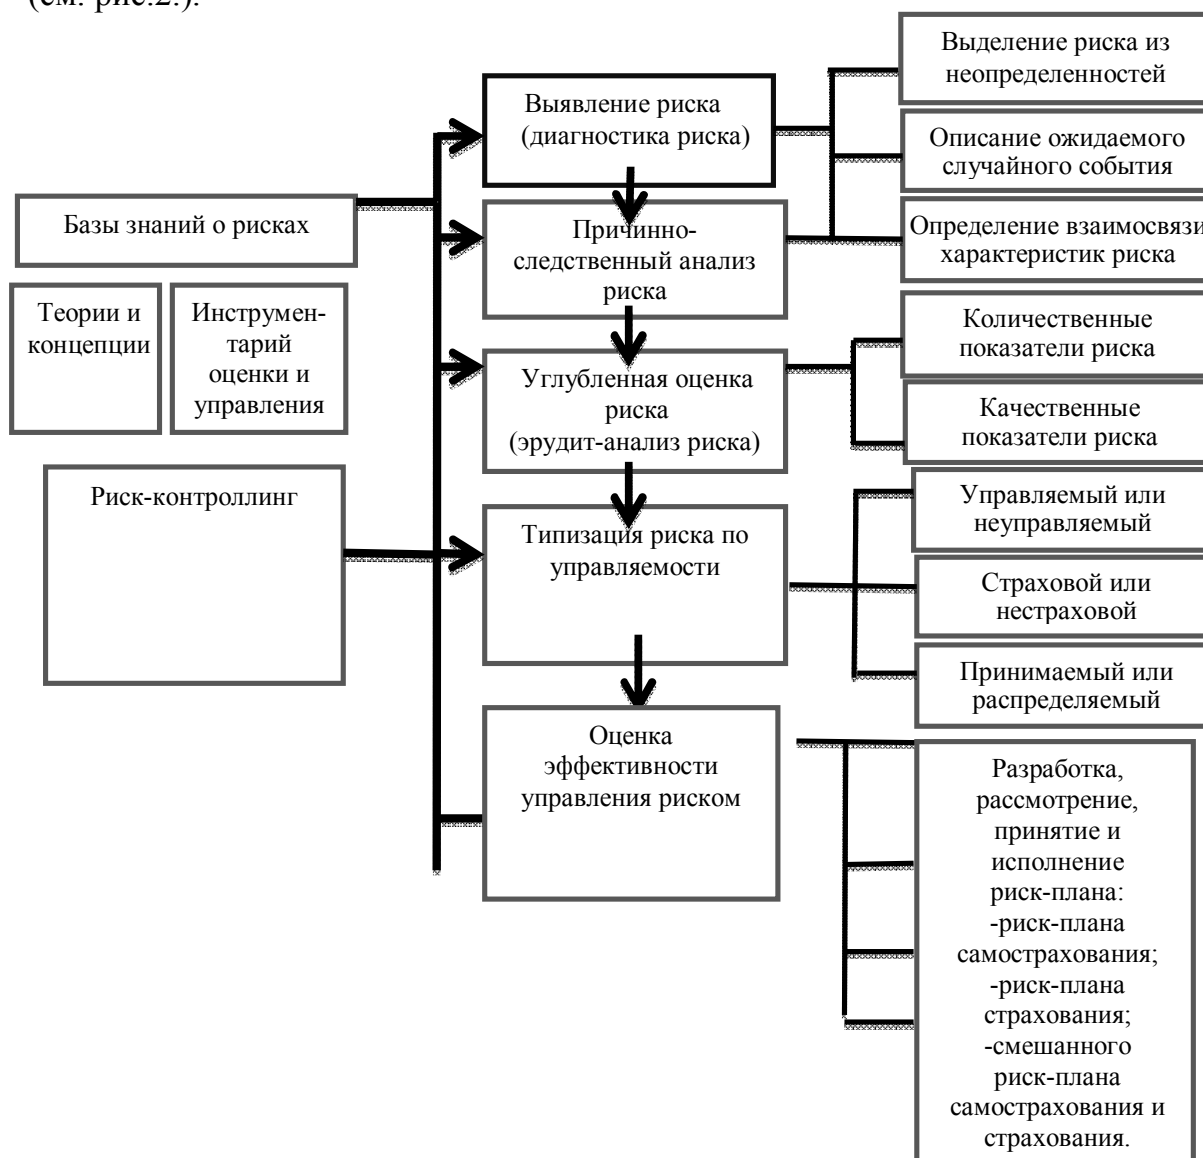 (см. рис.2.).
Выделение риска из
неопределенностей
Выявление риска
(диагностика риска)
Описание ожидаемого
случайного события
Базы знаний о рисках
Причинно-
следственный анализ
риска
Определение взаимосвязи
характеристик риска
Теории и
концепции
Инструмен-
тарий
оценки и
управления
Количественные
показатели риска
Углубленная оценка
риска
(эрудит-анализ риска)
Качественные
показатели риска
Риск-контроллинг
Типизация риска по
управляемости
Управляемый или
неуправляемый
Страховой или
нестраховой
Принимаемый или
распределяемый
Оценка
эффективности
управления риском
Разработка,
рассмотрение,
принятие и
исполнение
риск-плана:
-риск-плана
самострахования;
-риск-плана
страхования;
-смешанного
риск-плана
самострахования и
страхования.